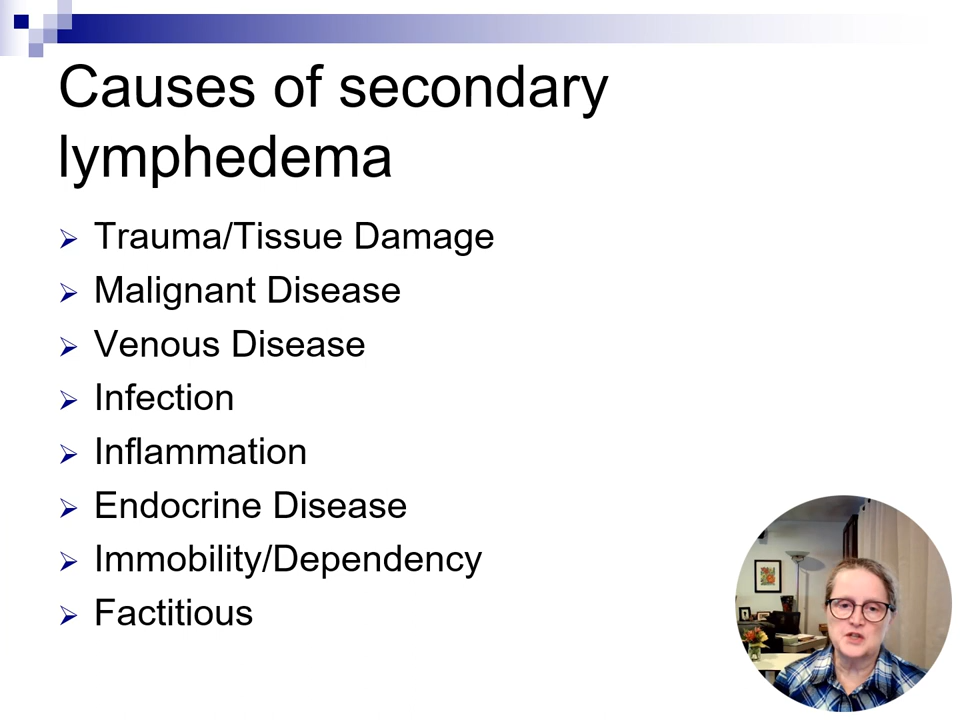 Causes of secondary
lymphedema
Trauma/Tissue Damage
Malignant Disease
Venous Disease
Infection
Inflammation
Endocrine Disease
Immobility/Dependency
Factitious